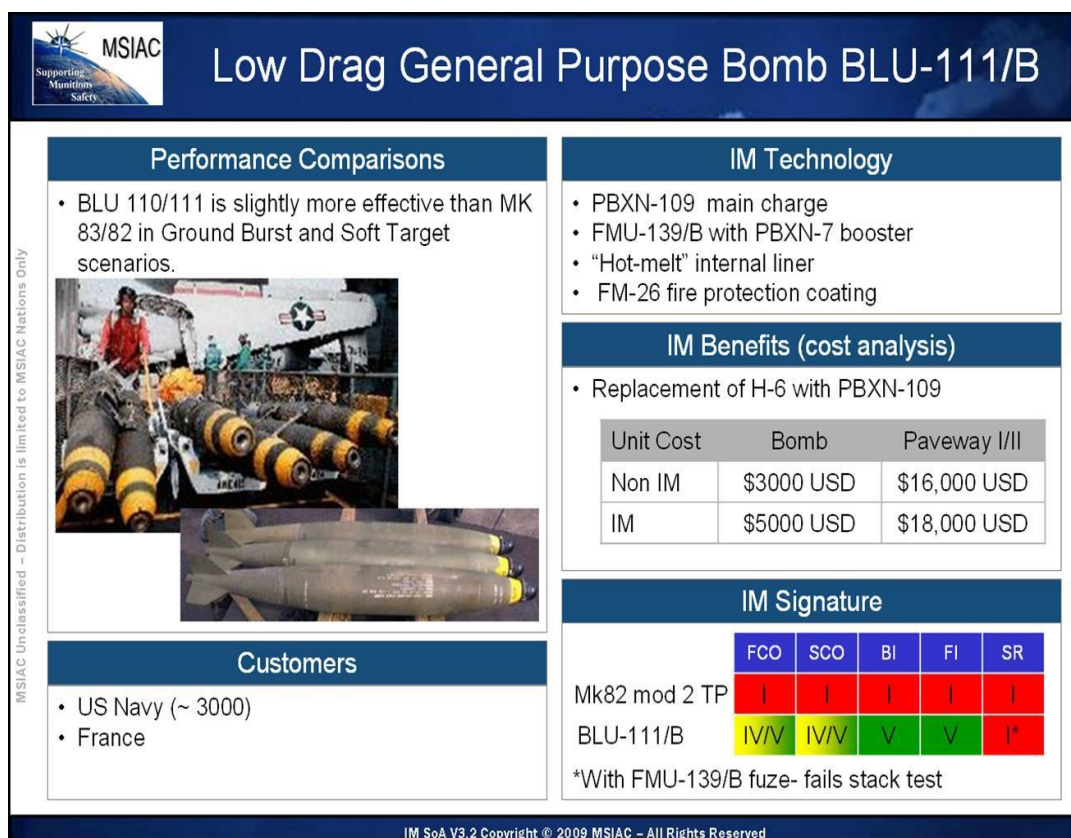 MSIAC
Supporting
Munitions
Safety
Low Drag General Purpose Bomb BLU-111/B
MSIAC Unclassified – Distribution is limited to MSIAC Nations Only
Performance Comparisons
• BLU 110/111 is slightly more effective than MK
83/82 in Ground Burst and Soft Target
scenarios.
Customers
• US Navy (~ 3000)
• France
IM Technology
• PBXN-109 main charge
• FMU-139/B with PBXN-7 booster
• “Hot-melt” internal liner
• FM-26 fire protection coating
IM Benefits (cost analysis)
• Replacement of H-6 with PBXN-109
Unit Cost Bomb Paveway I/II
Non IM $3000 USD $16,000 USD
IM $5000 USD $18,000 USD
IM Signature
FCO SCO BI FI SR
Mk82 mod 2 TP I I I I I
BLU-111/B IV/V IV/V V V I*
*With FMU-139/B fuze- fails stack test
IM SoA V3.2 Copyright © 2009 MSIAC – All Rights Reserved